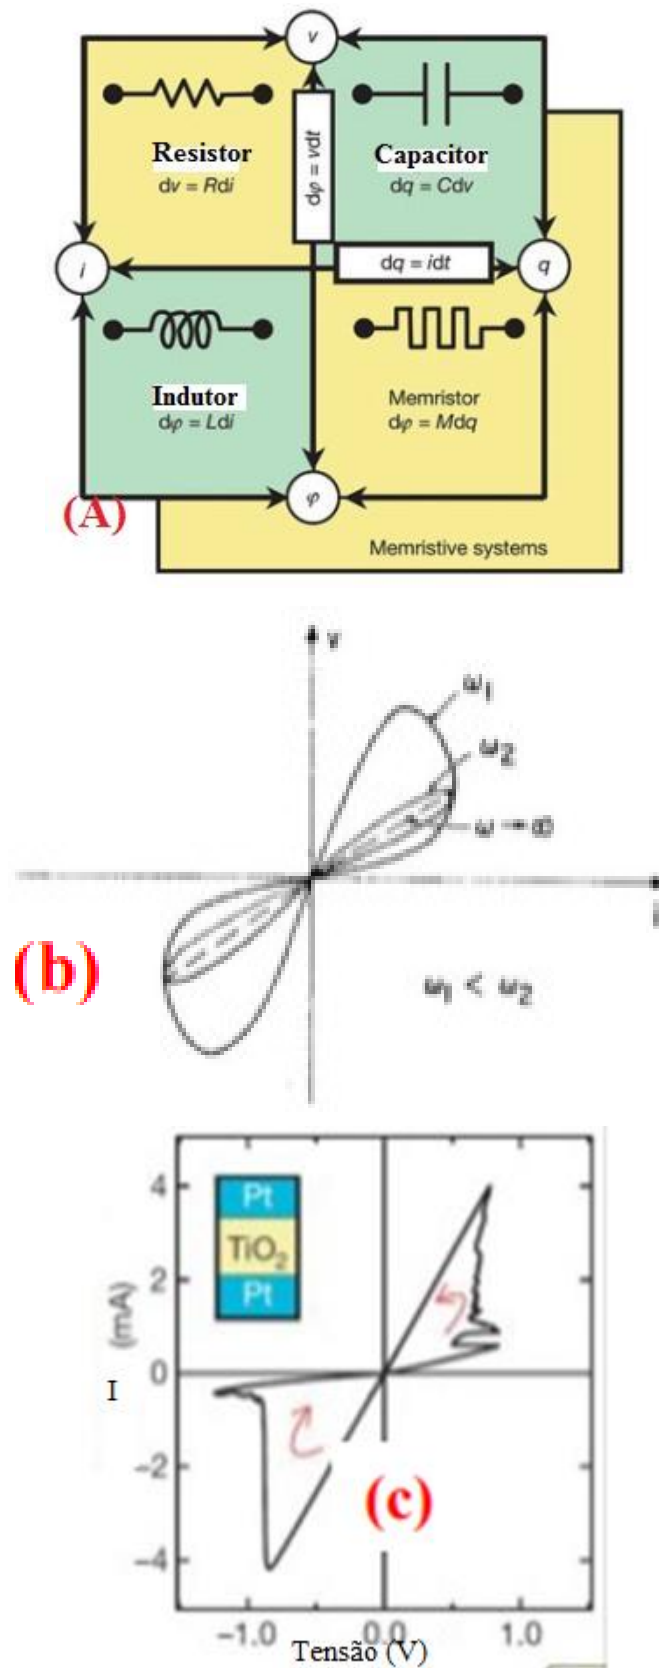 v
Resistor
dv = Rdi
dφ = vdt
Capacitor
dq = Cdv
i
dq = idt
q
Indutor
dφ = Ldi
Memristor
dφ = Mdq
φ
(A)
Memristive systems
v
ω1
ω2
ω → ∞
i
(b)
ω1 < ω2
4
Pt
TiO2
Pt
2
(mA)
0
I
−2
(c)
−4
−1.0
0.0
1.0
Tensão (V)